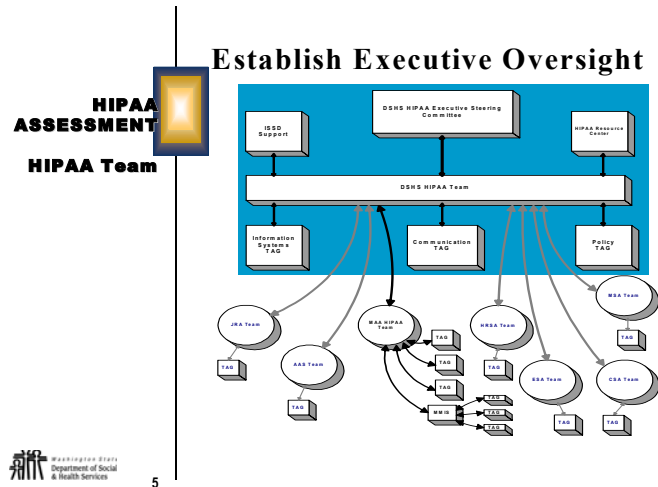 Establish Executive Oversight
HIPAA
ASSESSMENT
HIPAA Team
DSHS HIPAA Executive Steering
Committee
ISSD
Support
HIPAA Resource
Center
DSHS HIPAA Team
Information
Systems
TAG
Communication
TAG
Policy
TAG
MSA Team
TAG
JRA Team
TAG
AAS Team
TAG
MAA HIPAA
Team
TAG
TAG
TAG
MMIS
TAG
TAG
TAG
HRSA Team
TAG
ESA Team
TAG
CSA Team
TAG
Washington State
Department of Social
& Health Services
5